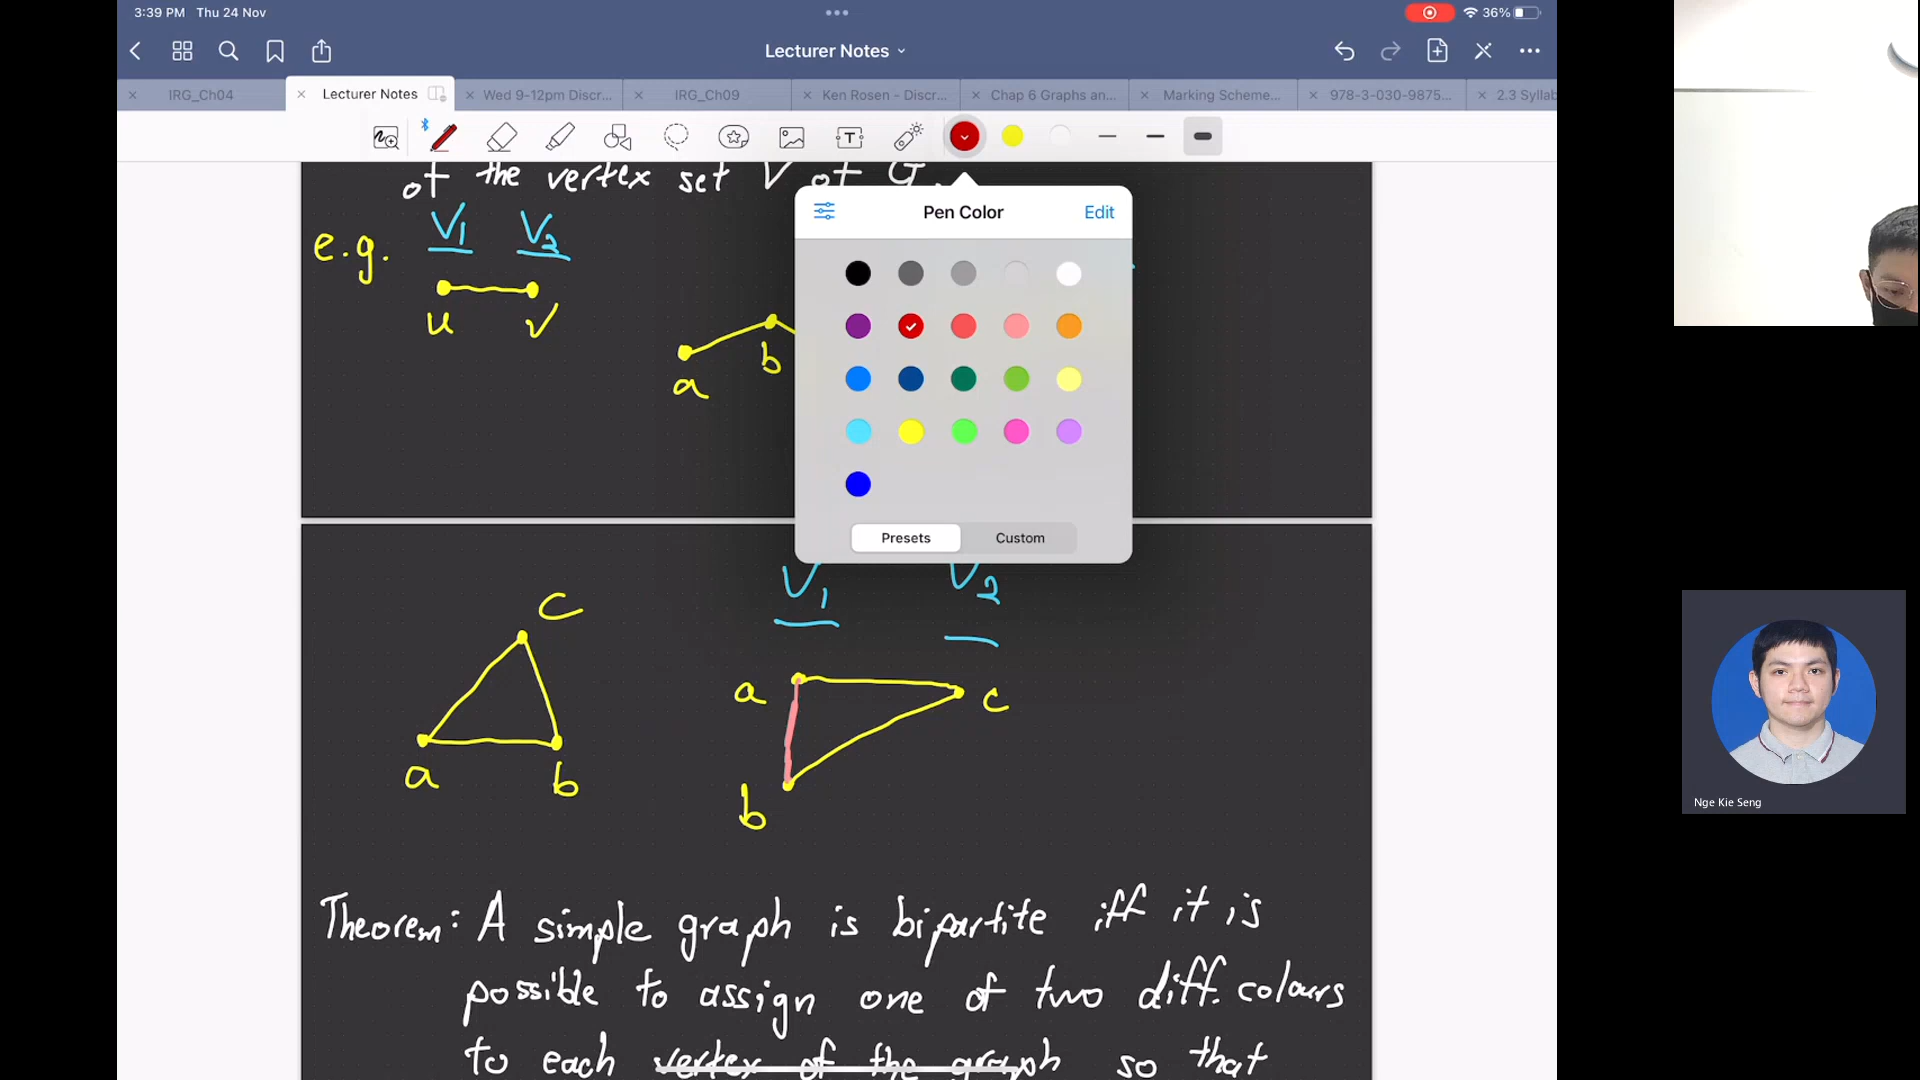 3:39 PM Thu 24 Nov
36%
Lecturer Notes
IRG_Ch04
Lecturer Notes
Wed 9-12pm Discr...
IRG_Ch09
Ken Rosen - Discr...
Chap 6 Graphs an...
Marking Scheme...
978-3-030-9875...
2.3 Syllab
of the vertex set V of G.
Pen Color
Edit
e.g.
V1 V2
u v
a b
Presets
Custom
V1 V2
c
a b
a c
b
Theorem: A simple graph is bipartite iff it is
possible to assign one of two diff. colours
to each vertex of the graph so that
Nge Kie Seng